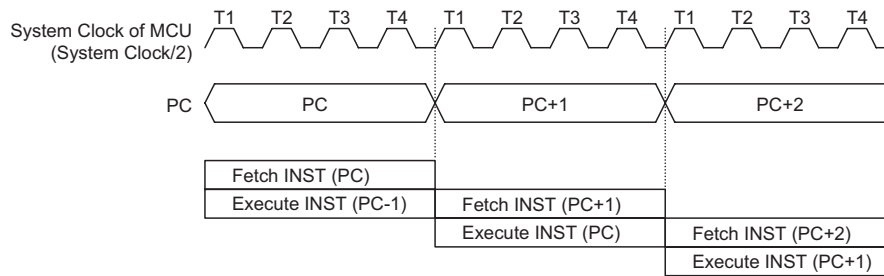 T1 T2 T3 T4 T1 T2 T3 T4 T1 T2 T3 T4
System Clock of MCU
(System Clock/2)
PC PC PC+1 PC+2
Fetch INST (PC)
Execute INST (PC-1) Fetch INST (PC+1)
Execute INST (PC) Fetch INST (PC+2)
Execute INST (PC+1)